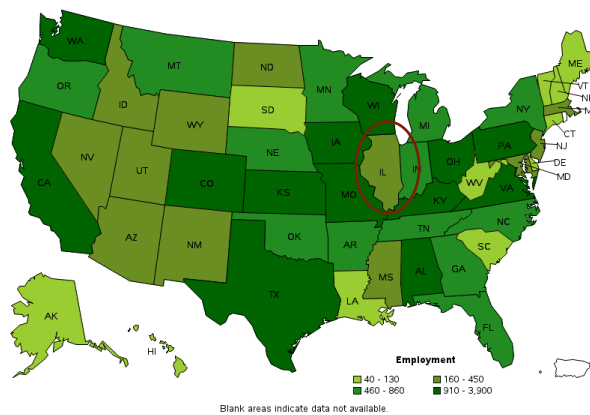 WA
MT
ND
MN
ME
OR
ID
WI
VT
SD
WY
MI
NY
IA
CT
NE
PA
NJ
NV
OH
IL
IN
UT
DE
CA
CO
WV
MD
KS
MO
VA
KY
NC
TN
OK
AZ
NM
AR
SC
MS
AL
GA
TX
LA
AK
FL
HI
Employment
40 - 130
160 - 450
460 - 860
910 - 3,900
Blank areas indicate data not available.